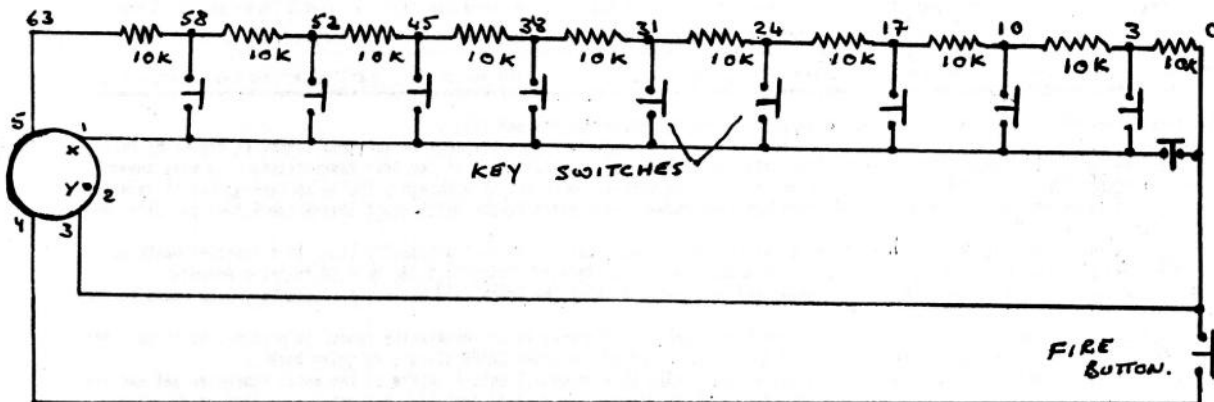 63 58 52 45 38 31 24 17 10 3 0
10K 10K 10K 10K 10K 10K 10K 10K 10K 10K
5 1
X
KEY SWITCHES
Y 2
4 3
FIRE
BUTTON.